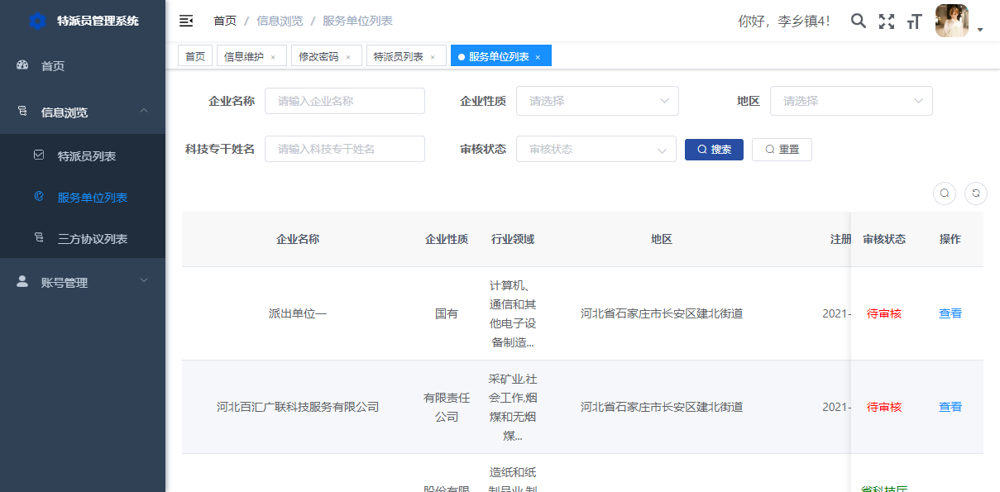 特派员管理系统
首页
信息浏览
特派员列表
服务单位列表
三方协议列表
账号管理
首页 / 信息浏览 / 服务单位列表
你好，李乡镇4！
首页 信息维护 × 修改密码 × 特派员列表 × 服务单位列表 ×
企业名称 请输入企业名称 企业性质 请选择 地区 请选择
科技专干姓名 请输入科技专干姓名 审核状态 审核状态 搜索 重置
企业名称 企业性质 行业领域 地区 注册 审核状态 操作
派出单位一 国有
计算机、
通信和其
他电子设
备制造...
河北省石家庄市长安区建北街道 2021- 待审核 查看
河北百汇广联科技服务有限公司
有限责任
公司
采矿业,社
会工作,烟
煤和无烟
煤...
河北省石家庄市长安区建北街道 2021- 待审核 查看
股份有限
造纸和纸
制品业,制
省科技厅